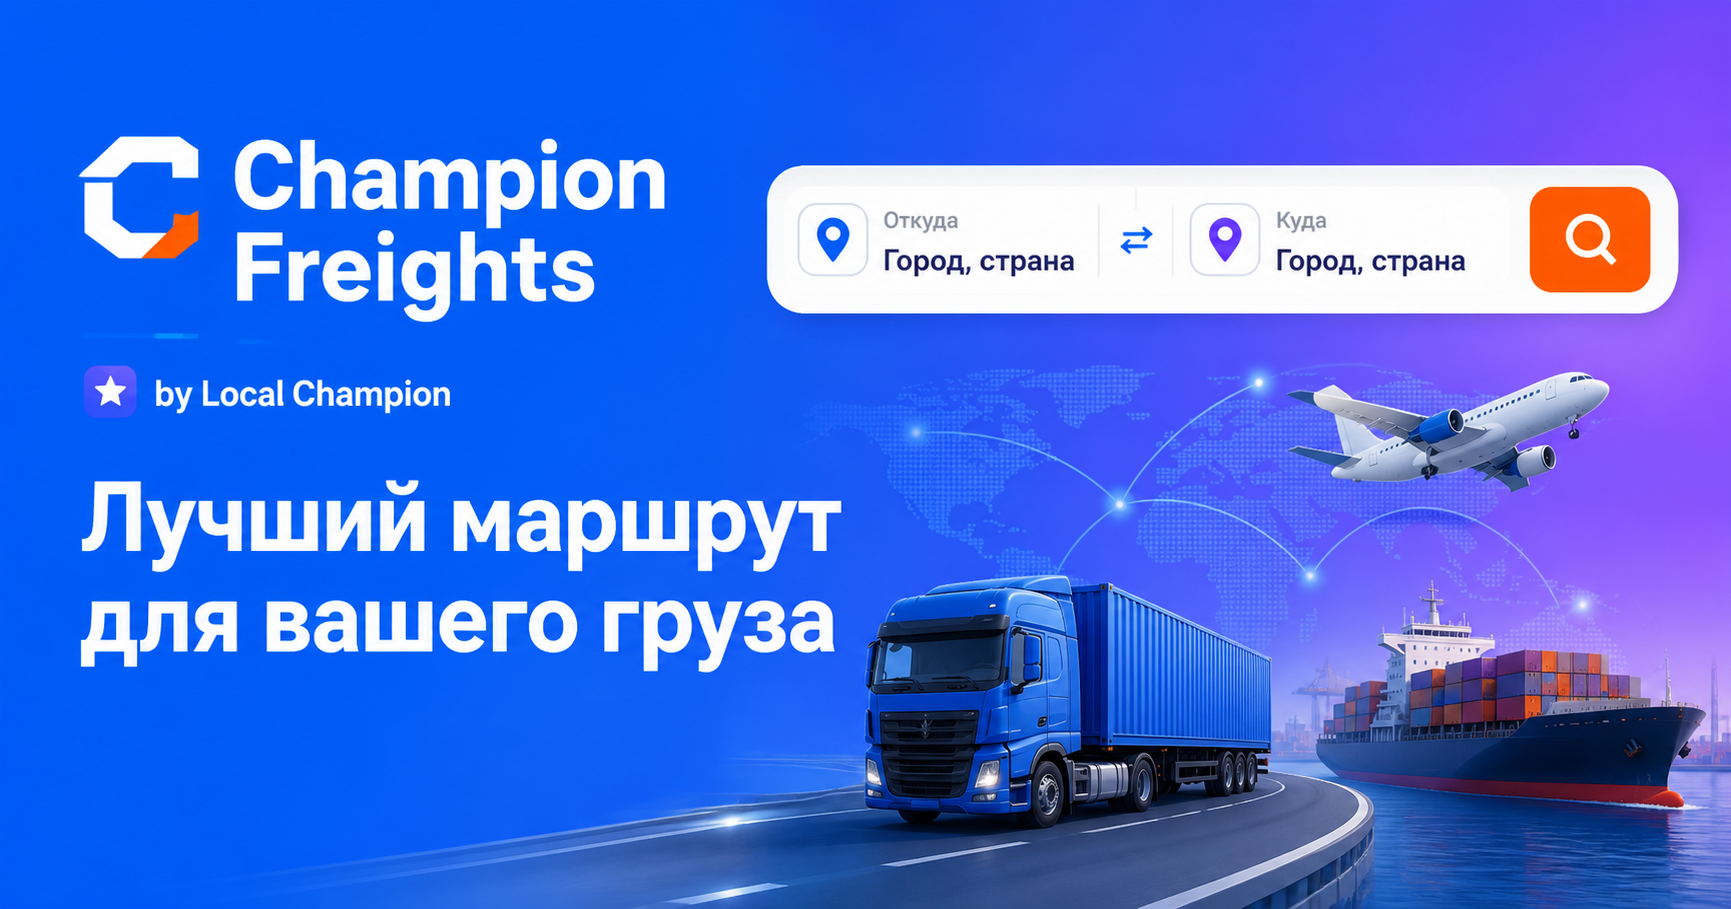 Champion
Freights
by Local Champion
Лучший маршрут
для вашего груза
Откуда
Город, страна
Куда
Город, страна